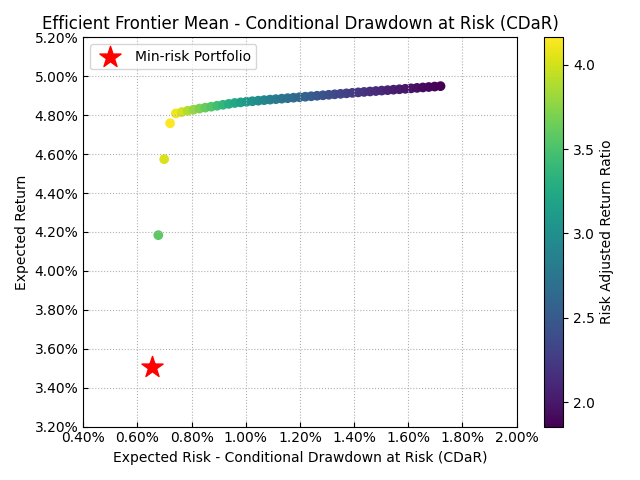 Efficient Frontier Mean - Conditional Drawdown at Risk (CDaR)
Min-risk Portfolio
5.20%
5.00%
4.80%
4.60%
4.40%
4.20%
4.00%
3.80%
3.60%
3.40%
3.20%
Expected Return
0.40% 0.60% 0.80% 1.00% 1.20% 1.40% 1.60% 1.80% 2.00%
Expected Risk - Conditional Drawdown at Risk (CDaR)
4.0
3.5
3.0
2.5
2.0
Risk Adjusted Return Ratio